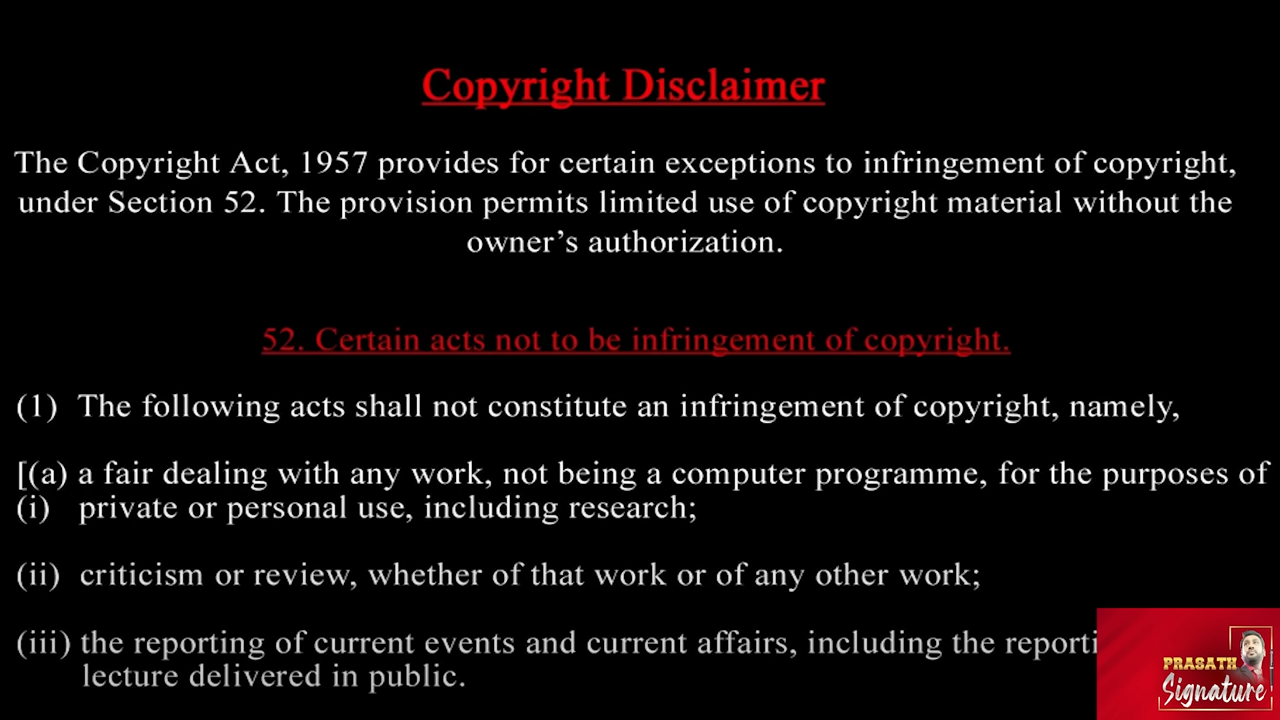 Copyright Disclaimer
The Copyright Act, 1957 provides for certain exceptions to infringement of copyright,
under Section 52. The provision permits limited use of copyright material without the
owner’s authorization.
52. Certain acts not to be infringement of copyright.
(1) The following acts shall not constitute an infringement of copyright, namely,
[(a) a fair dealing with any work, not being a computer programme, for the purposes of
(i) private or personal use, including research;
(ii) criticism or review, whether of that work or of any other work;
(iii) the reporting of current events and current affairs, including the reporti
lecture delivered in public.
PRASATH
Signature